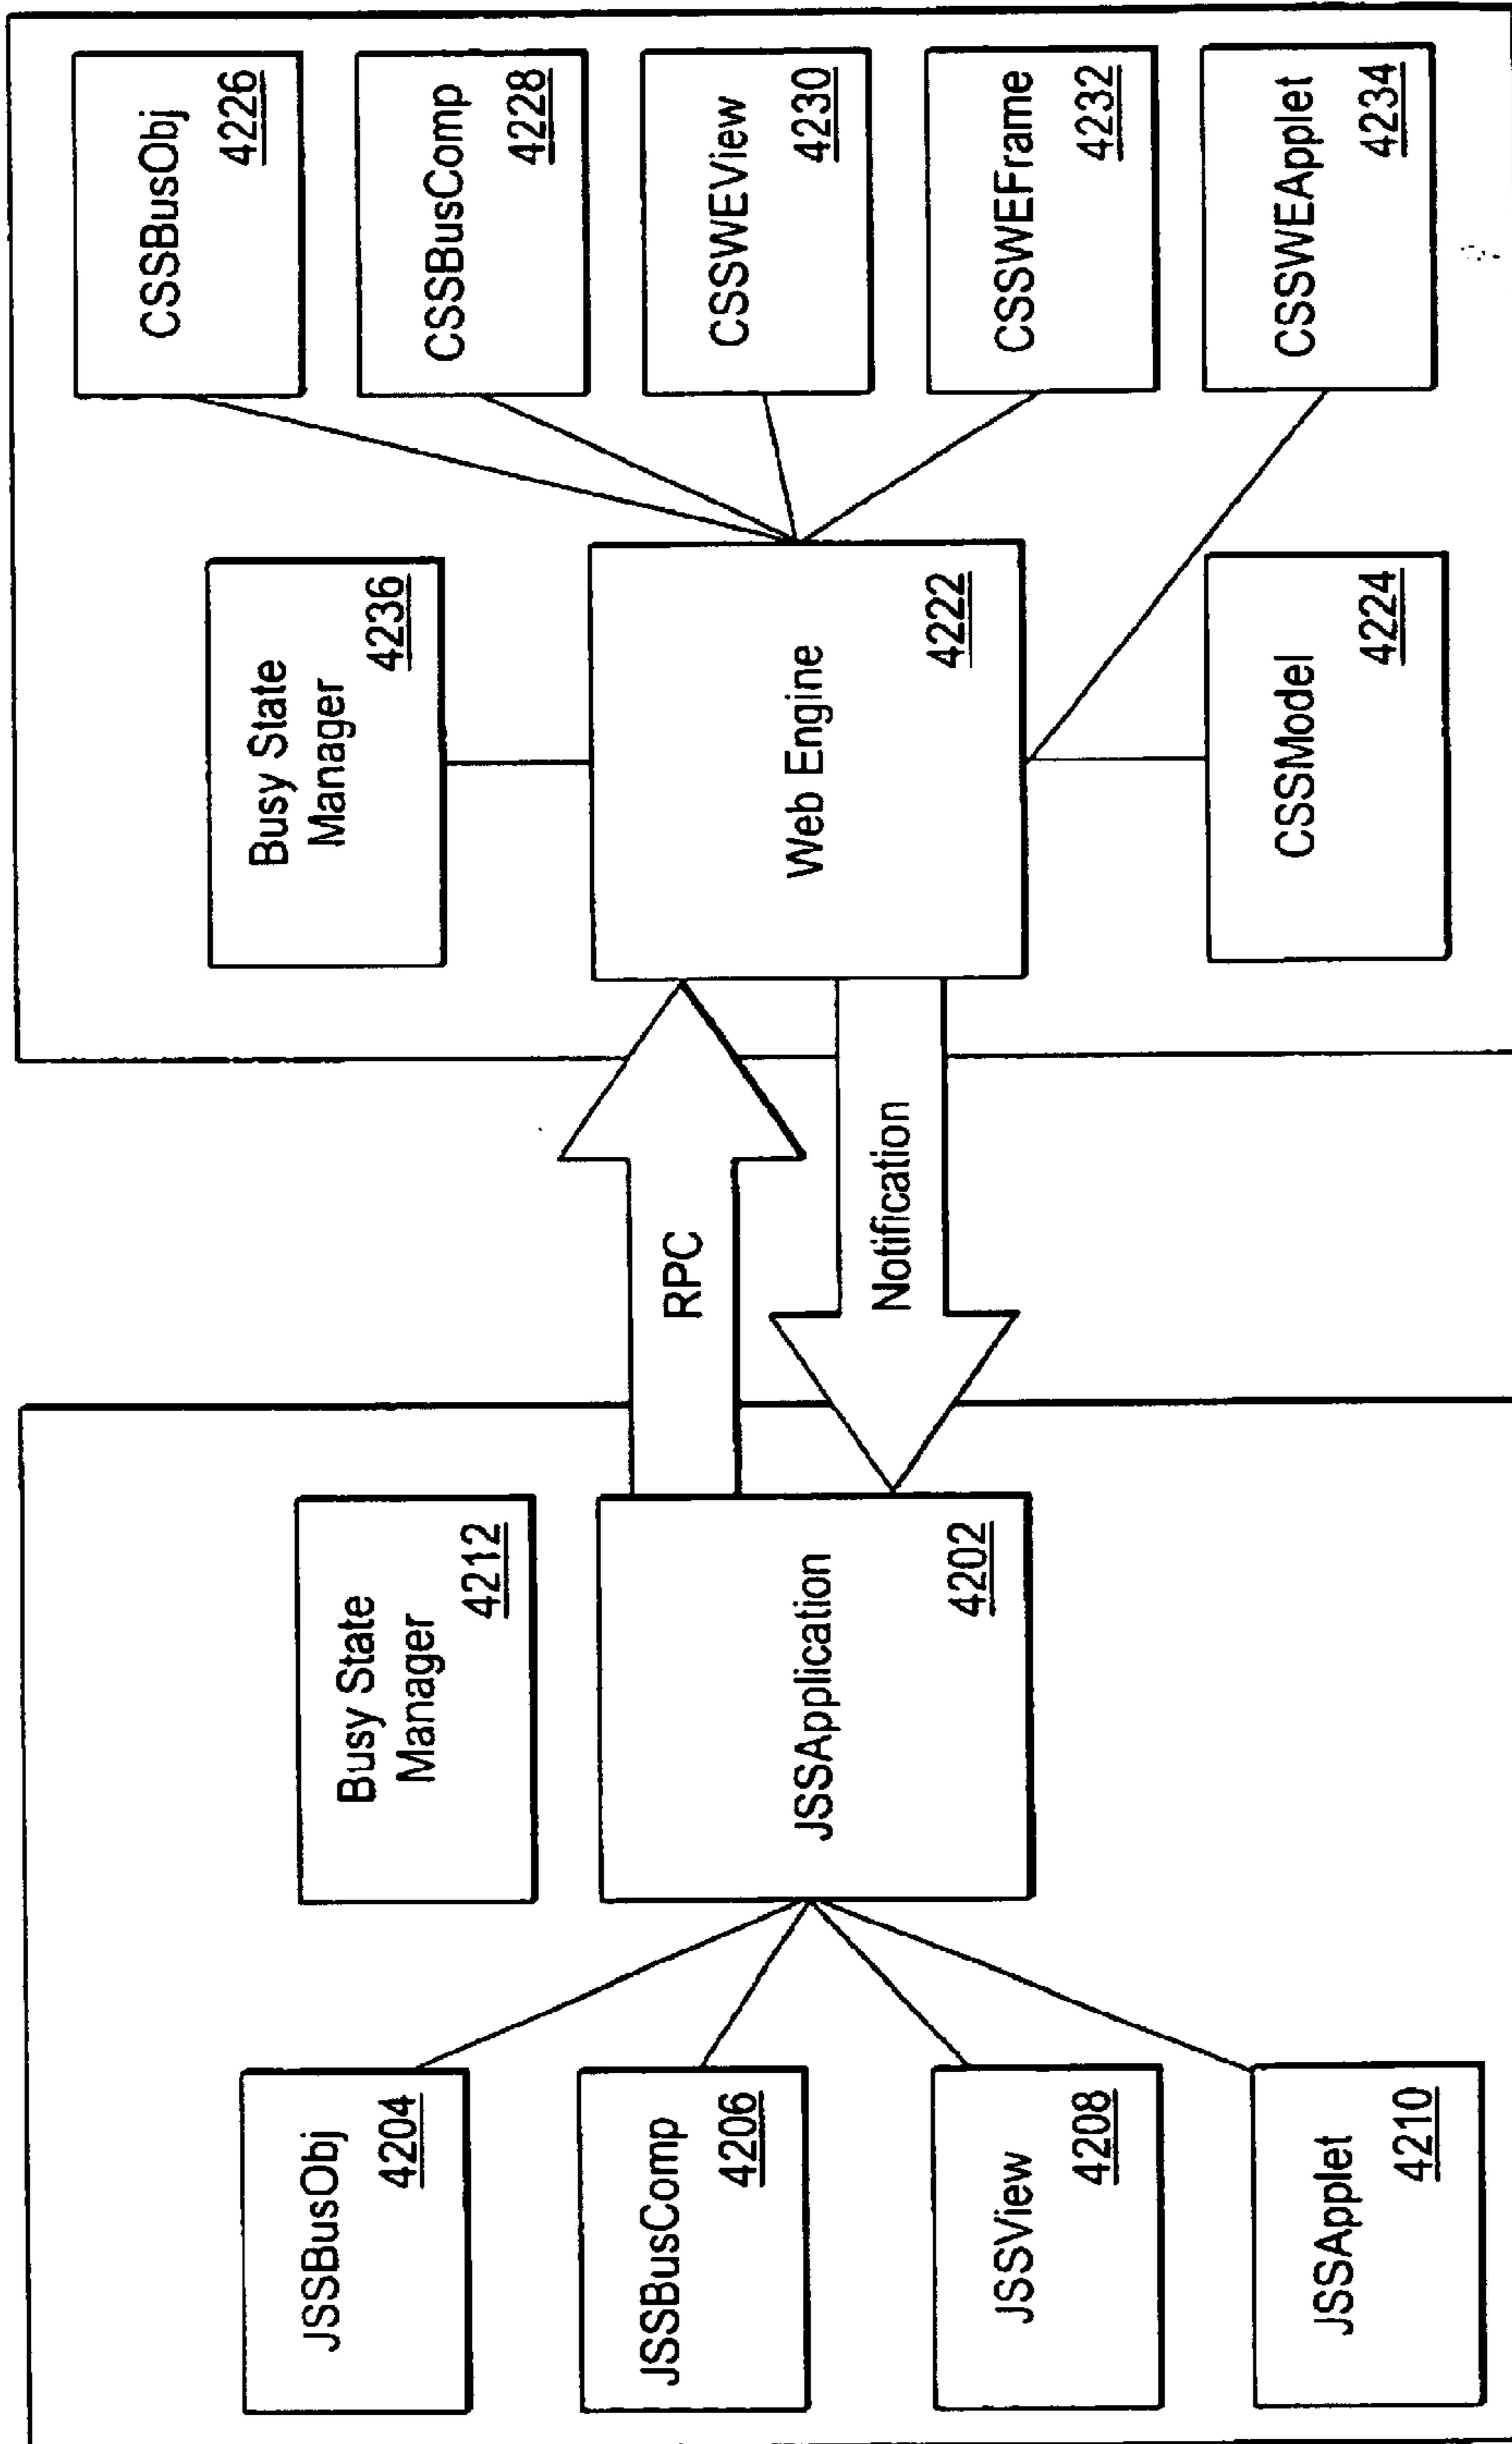 JSSBusObj
4204
JSSBusComp
4206
JSSView
4208
JSSApplet
4210
Busy State
Manager
4212
JSSApplication
4202
RPC
Notification
Busy State
Manager
4236
Web Engine
4222
CSSModel
4224
CSSBusObj
4226
CSSBusComp
4228
CSSWEView
4230
CSSWEFrame
4232
CSSWEApplet
4234